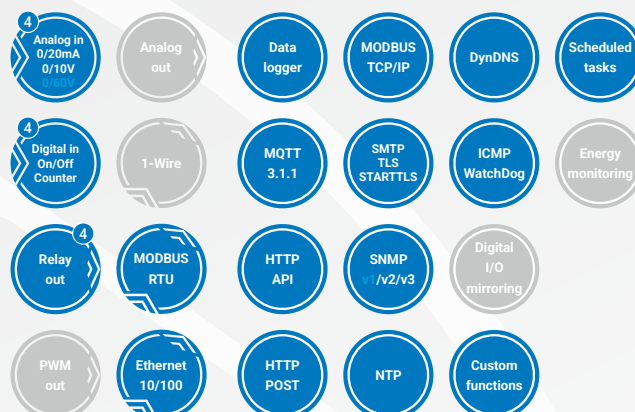 4
Analog in
0/20mA
0/10V
0/60V
Analog
out
Data
logger
MODBUS
TCP/IP
DynDNS
Scheduled
tasks
4
Digital in
On/Off
Counter
1-Wire
MQTT
3.1.1
SMTP
TLS
STARTTLS
ICMP
WatchDog
Energy
monitoring
4
Relay
out
MODBUS
RTU
HTTP
API
SNMP
v1/v2/v3
Digital
I/O
mirroring
PWM
out
Ethernet
10/100
HTTP
POST
NTP
Custom
functions